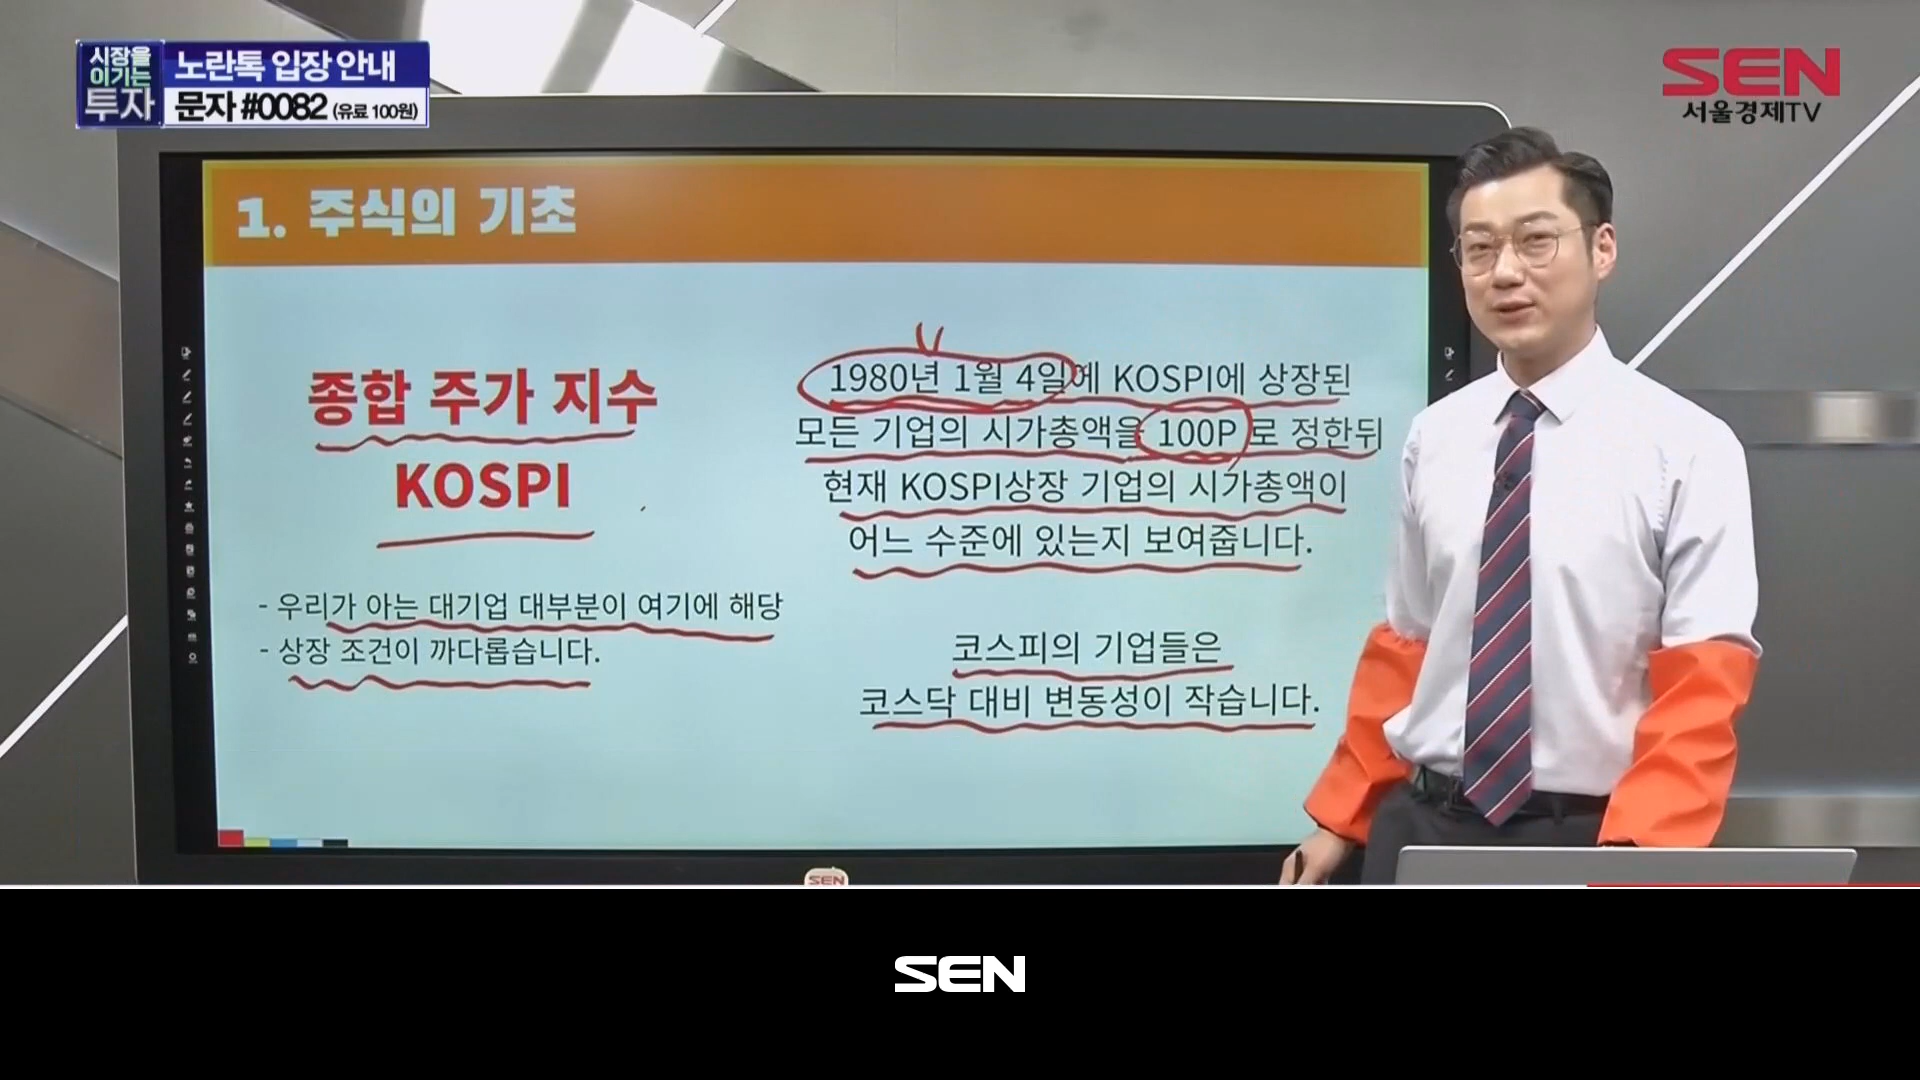 시장을
이기는
투자
노란톡 입장 안내
문자 #0082 (유료 100원)
SEN
서울경제TV
1. 주식의 기초
종합 주가 지수
KOSPI
- 우리가 아는 대기업 대부분이 여기에 해당
- 상장 조건이 까다롭습니다.
1980년 1월 4일에 KOSPI에 상장된
모든 기업의 시가총액을 100P 로 정한뒤
현재 KOSPI상장 기업의 시가총액이
어느 수준에 있는지 보여줍니다.
코스피의 기업들은
코스닥 대비 변동성이 작습니다.
SEN
SEN